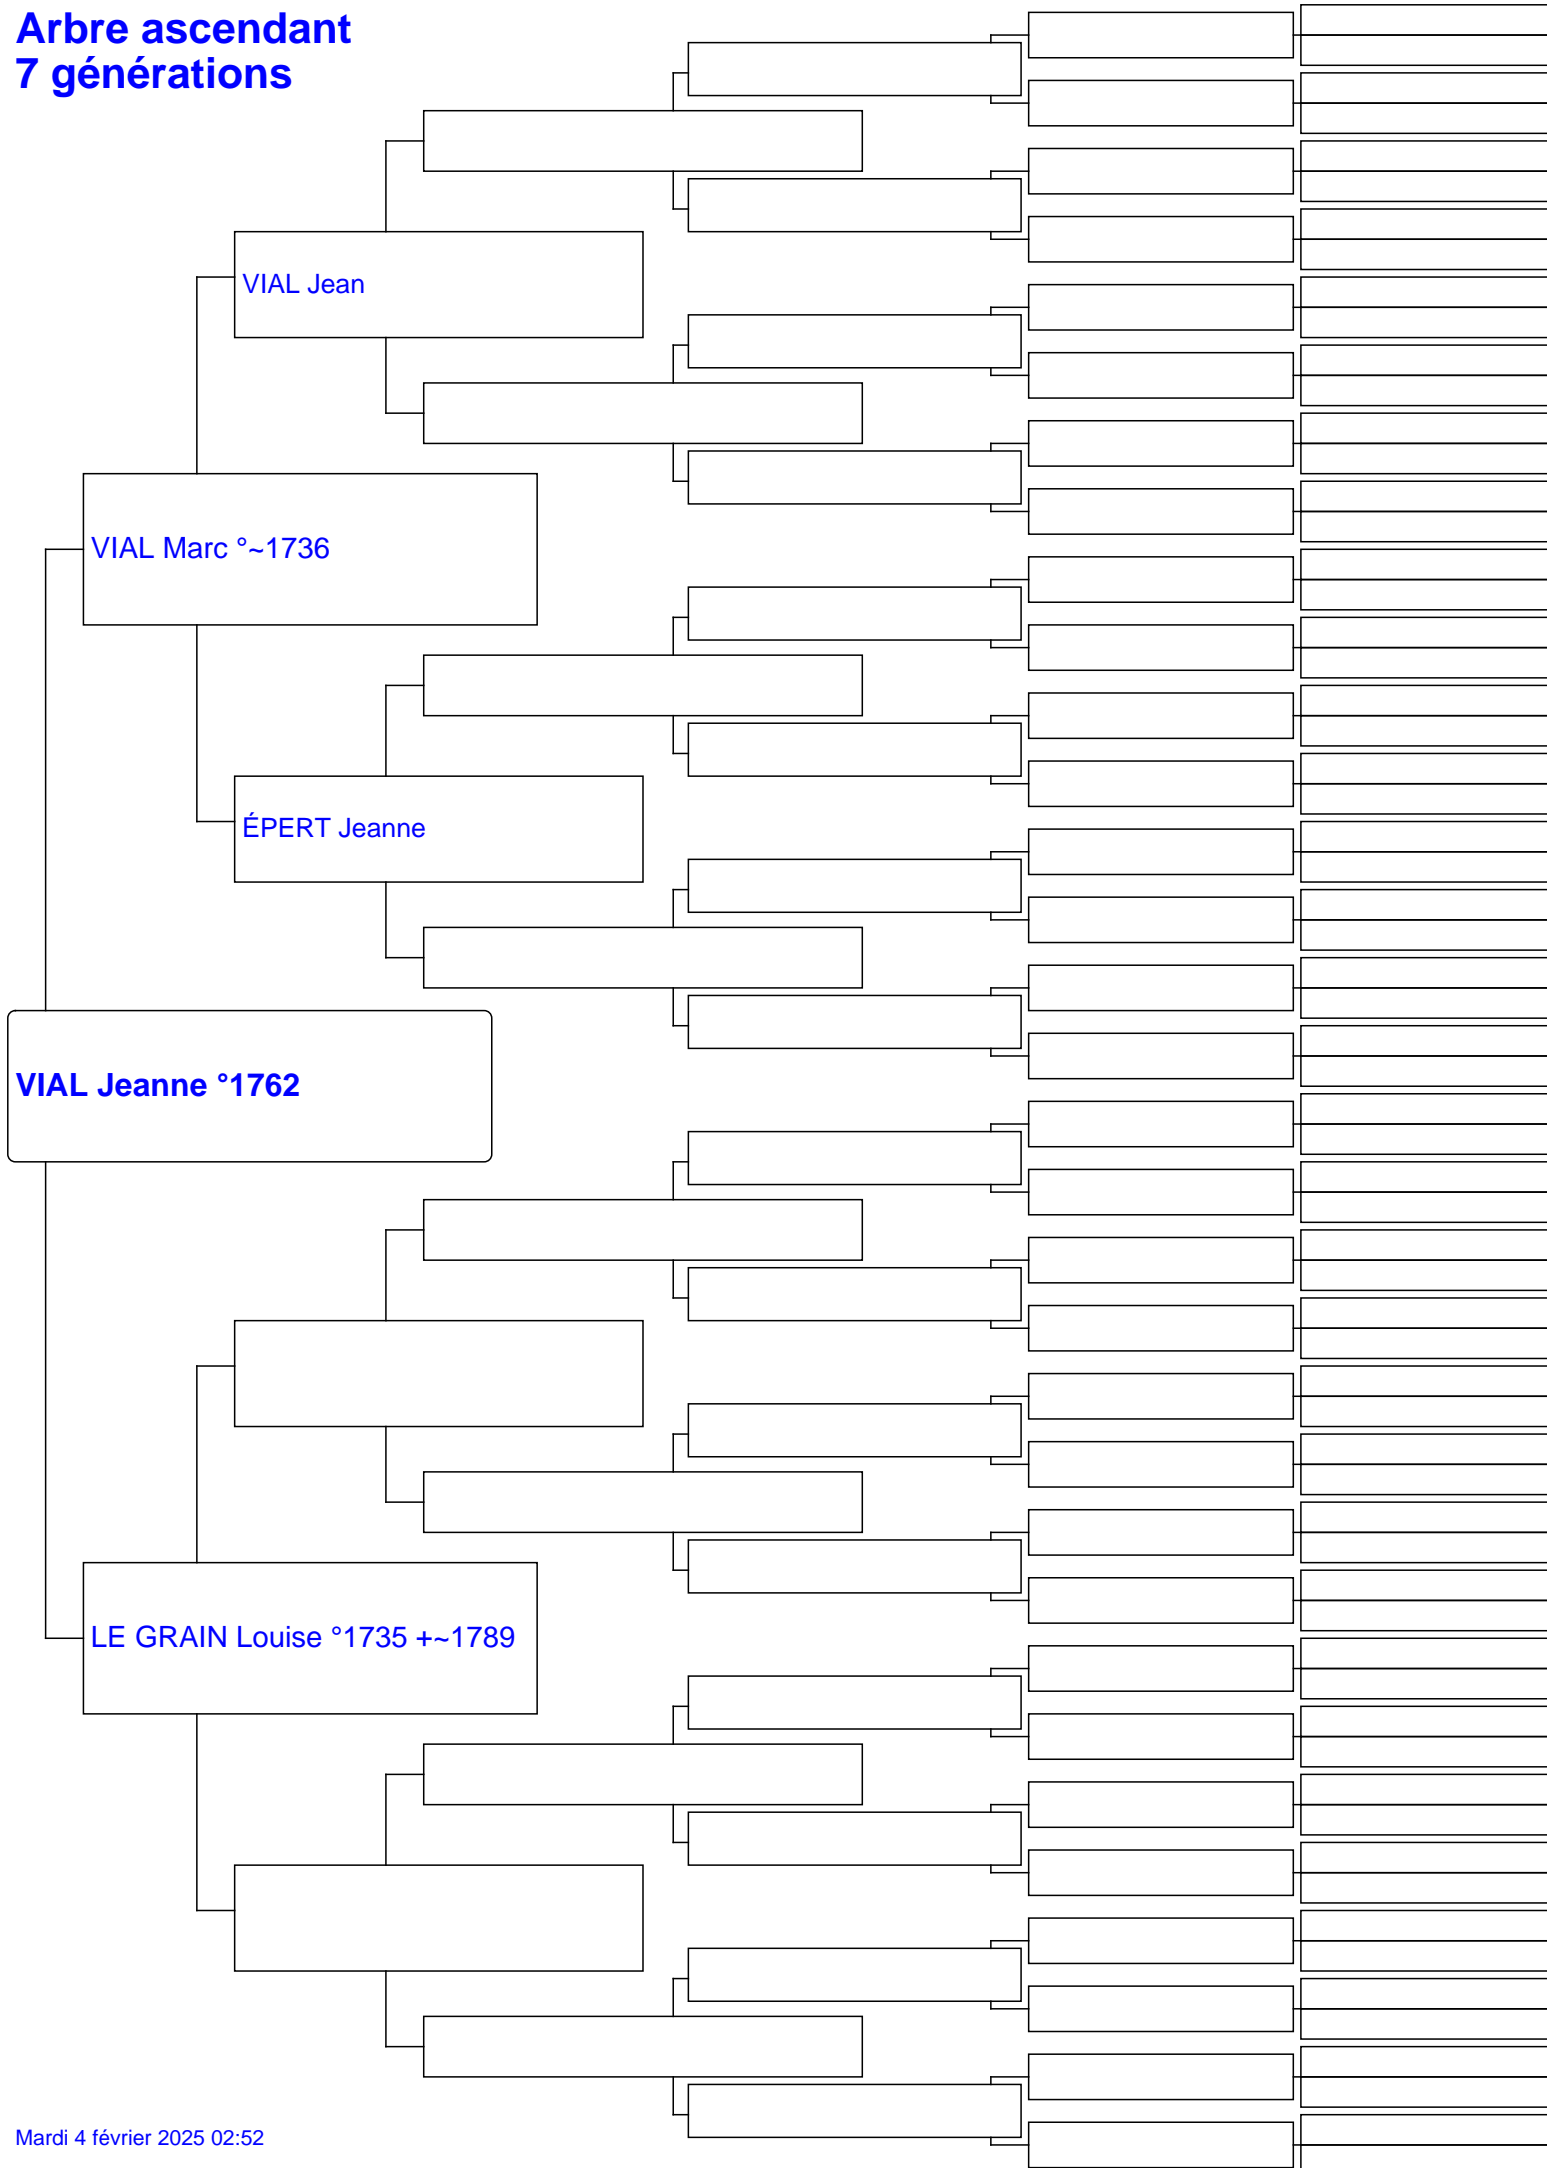 Arbre ascendant
7 générations
VIAL Jean
VIAL Marc °~1736
ÉPERT Jeanne
VIAL Jeanne °1762
LE GRAIN Louise °1735 +~1789
Mardi 4 février 2025 02:52